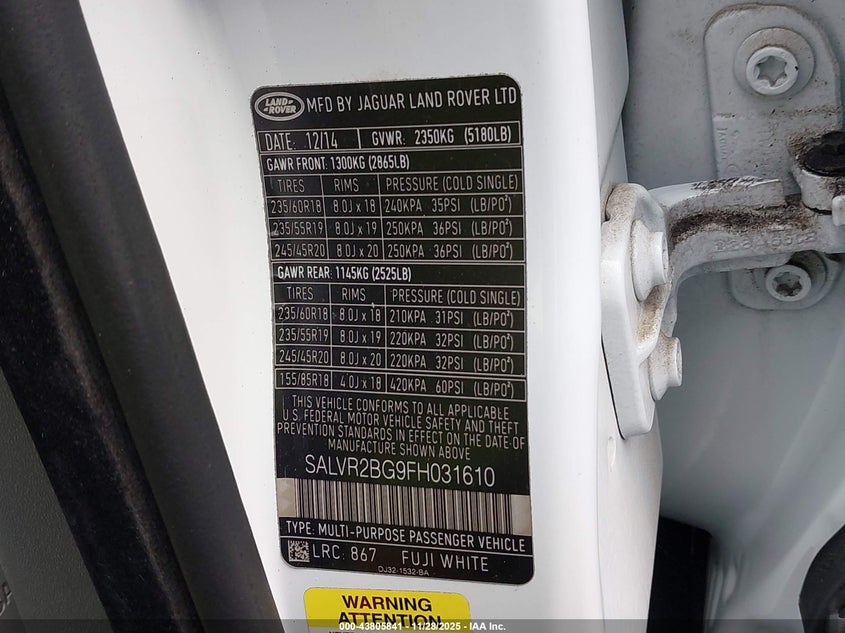 LAND ROVER MFD BY JAGUAR LAND ROVER LTD
DATE: 12/14 GVWR: 2350KG (5180LB)
GAWR FRONT: 1300KG (2865LB)
TIRES RIMS PRESSURE (COLD SINGLE)
235/60R18 8.0J x 18 240KPA 35PSI (LB/PO²)
235/55R19 8.0J x 19 250KPA 36PSI (LB/PO²)
245/45R20 8.0J x 20 250KPA 36PSI (LB/PO²)
GAWR REAR: 1145KG (2525LB)
TIRES RIMS PRESSURE (COLD SINGLE)
235/60R18 8.0J x 18 210KPA 31PSI (LB/PO²)
235/55R19 8.0J x 19 220KPA 32PSI (LB/PO²)
245/45R20 8.0J x 20 220KPA 32PSI (LB/PO²)
155/85R18 4.0J x 18 420KPA 60PSI (LB/PO²)
THIS VEHICLE CONFORMS TO ALL APPLICABLE
U.S. FEDERAL MOTOR VEHICLE SAFETY AND THEFT
PREVENTION STANDARDS IN EFFECT ON THE DATE OF
MANUFACTURE SHOWN ABOVE
SALVR2BG9FH031610
TYPE: MULTI-PURPOSE PASSENGER VEHICLE
LRC: 867 FUJI WHITE
DJ32-1532-BA
WARNING
ATTENTION
000-43805841 - 11/28/2025 - IAA Inc.